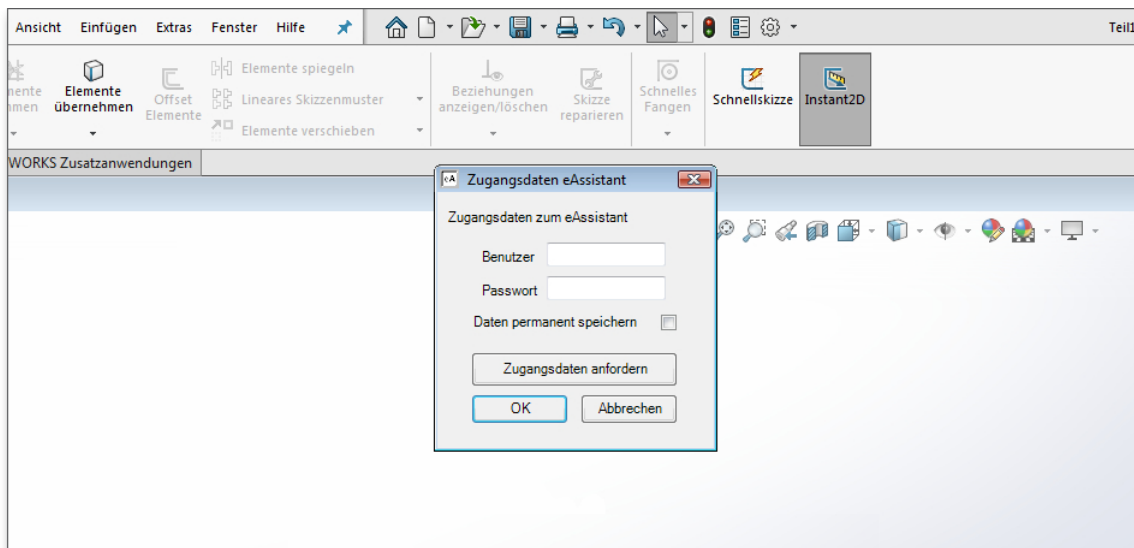 Ansicht Einfügen Extras Fenster Hilfe Teil1
Elemente spiegeln
Elemente übernehmen
Offset Elemente
Lineares Skizzenmuster
Elemente verschieben
Beziehungen anzeigen/löschen
Skizze reparieren
Schnelles Fangen
Schnellskizze
Instant2D
WORKS Zusatzanwendungen
eA Zugangsdaten eAssistant
Zugangsdaten zum eAssistant
Benutzer
Passwort
Daten permanent speichern
Zugangsdaten anfordern
OK Abbrechen